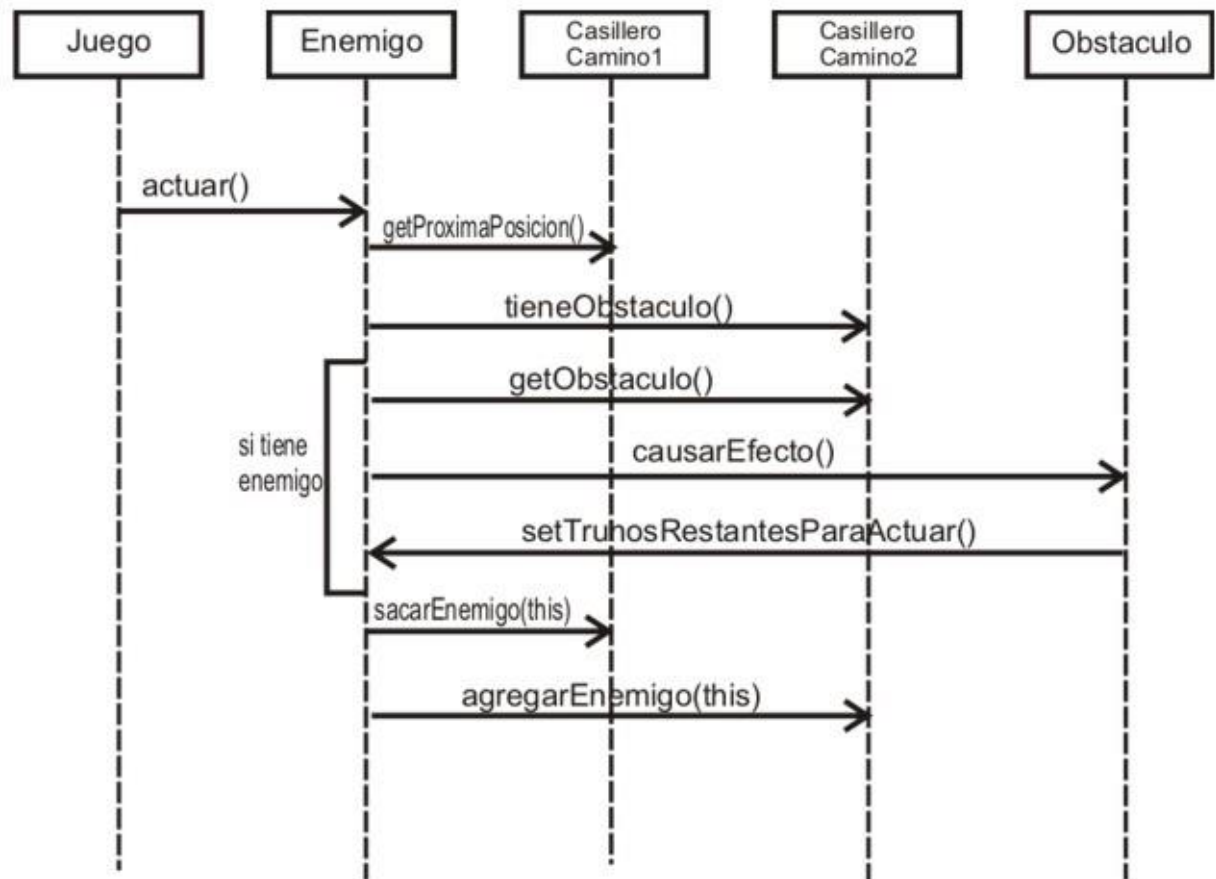 Juego
Enemigo
Casillero
Camino1
Casillero
Camino2
Obstaculo
actuar()
getProximaPosicion()
tieneObstaculo()
getObstaculo()
si tiene
enemigo
causarEfecto()
setTrunosRestantesParaActuar()
sacarEnemigo(this)
agregarEnemigo(this)